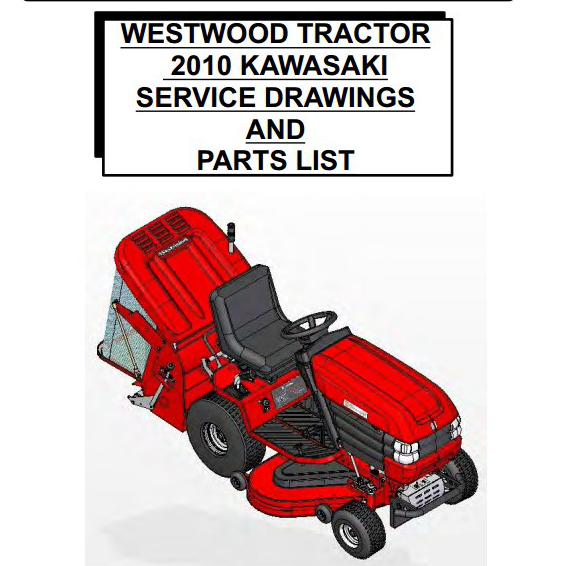 WESTWOOD TRACTOR
2010 KAWASAKI
SERVICE DRAWINGS
AND
PARTS LIST